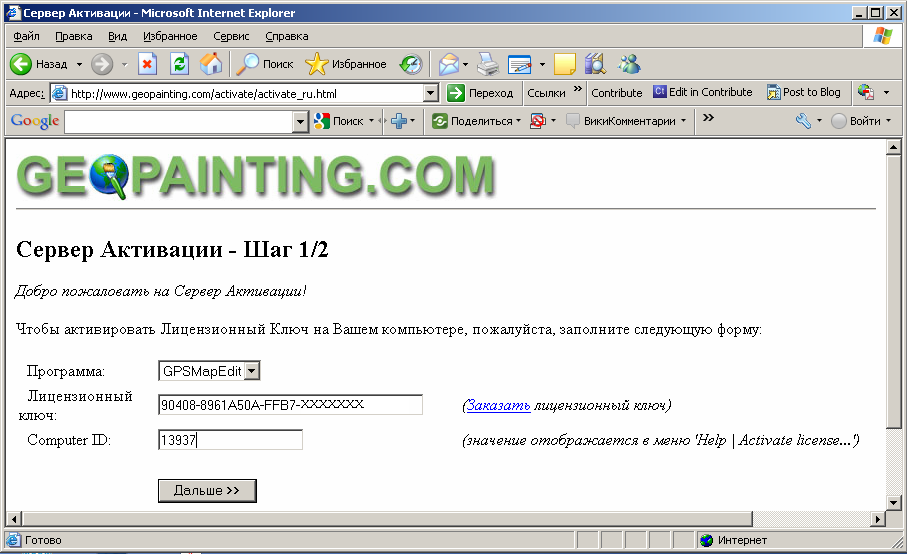 Сервер Активации - Microsoft Internet Explorer
Файл Правка Вид Избранное Сервис Справка
Назад Поиск Избранное
Адрес: http://www.geopainting.com/activate/activate_ru.html Переход Ссылки » Contribute Ct Edit in Contribute Post to Blog
Google Поиск Поделиться ВикиКомментарии » Войти
GEOPAINTING.COM
Сервер Активации - Шаг 1/2
Добро пожаловать на Сервер Активации!
Чтобы активировать Лицензионный Ключ на Вашем компьютере, пожалуйста, заполните следующую форму:
Программа: GPSMapEdit
Лицензионный
ключ: 90408-8961A50A-FFB7-XXXXXXX (Заказать лицензионный ключ)
Computer ID: 13937 (значение отображается в меню 'Help | Activate license...')
Дальше >>
Готово Интернет